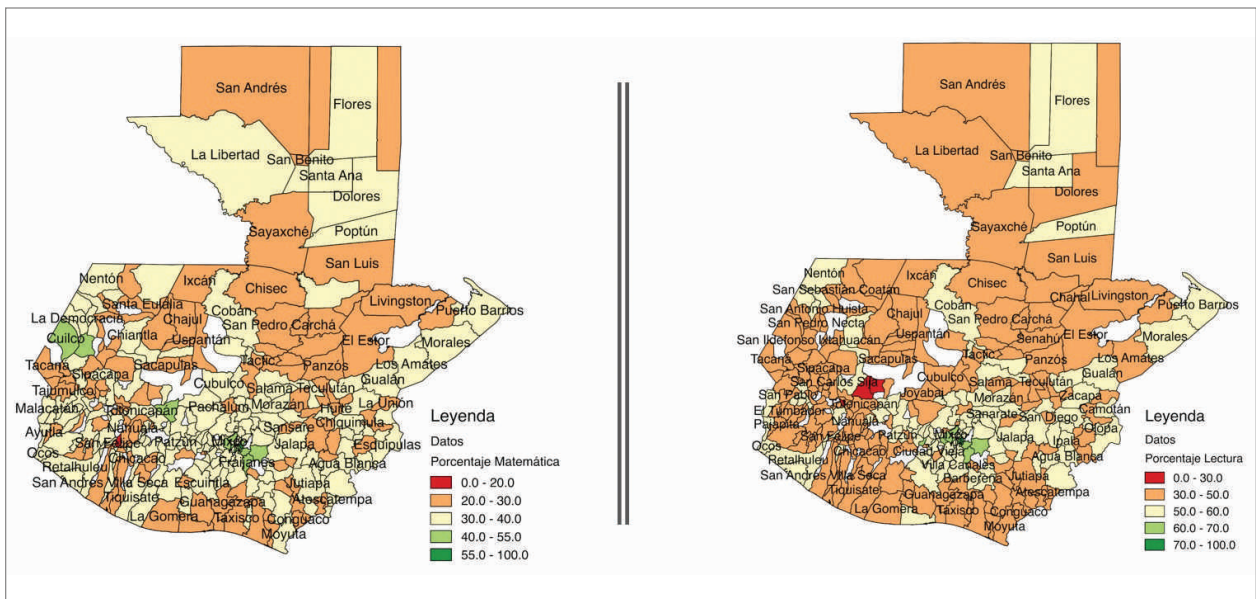 San Andrés
Flores
La Libertad
San Benito
Santa Ana
Dolores
Sayaxché
Poptún
San Luis
Nentón
Ixcán
Chisec
Santa Eulalia
Livingston
La Democracia
Chajul
Cobán
Puerto Barrios
Chiantla
San Pedro Carchá
Cuilco
Uspantán
El Estor
Morales
Tacaná
Sipacapa
Sacapulas
Tactic
Panzós
Los Amates
Tajumulco
Cubulco
Salamá
Teculután
Gualán
Malacatán
Totonicapán
Pachalum
Morazán
Huité
La Unión
Ayutla
Nahualá
Sansare
Chiquimula
Ocós
San Felipe
Patzún
Mixco
Jalapa
Esquipulas
Retalhuleu
Chicacao
Fraijanes
Agua Blanca
San Andrés Villa Seca
Escuintla
Jutiapa
Tiquisate
Guanagazapa
Atescatempa
La Gomera
Taxisco
Conguaco
Moyuta
Leyenda
Datos
Porcentaje Matemática
0.0 - 20.0
20.0 - 30.0
30.0 - 40.0
40.0 - 55.0
55.0 - 100.0
San Andrés
Flores
La Libertad
San Benito
Santa Ana
Dolores
Sayaxché
Poptún
San Luis
Nentón
Ixcán
Chisec
San Sebastián Coatán
Chahal
Livingston
San Antonio Huista
Chajul
Cobán
Puerto Barrios
San Pedro Necta
San Pedro Carchá
San Ildefonso Ixtahuacán
Uspantán
Senahú
El Estor
Morales
Tacaná
Sipacapa
Sacapulas
Tactic
Panzós
Los Amates
San Carlos Sija
Cubulco
Salamá
Teculután
Gualán
San Pablo
Joyabaj
Morazán
Zacapa
El Tumbador
Totonicapán
Sanarate
San Diego
Camotán
Pajapita
Nahualá
Olopa
Ocós
San Felipe
Patzún
Mixco
Jalapa
Ipala
Retalhuleu
Chicacao
Ciudad Vieja
Agua Blanca
San Andrés Villa Seca
Villa Canales
Barberena
Jutiapa
Tiquisate
Guanagazapa
Atescatempa
La Gomera
Taxisco
Conguaco
Moyuta
Leyenda
Datos
Porcentaje Lectura
0.0 - 30.0
30.0 - 50.0
50.0 - 60.0
60.0 - 70.0
70.0 - 100.0